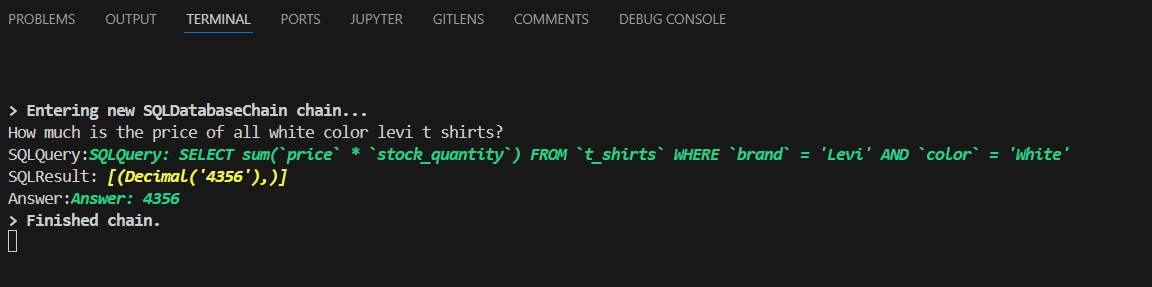 PROBLEMS OUTPUT TERMINAL PORTS JUPYTER GITLENS COMMENTS DEBUG CONSOLE
> Entering new SQLDatabaseChain chain...
How much is the price of all white color levi t shirts?
SQLQuery:SQLQuery: SELECT sum(`price` * `stock_quantity`) FROM `t_shirts` WHERE `brand` = 'Levi' AND `color` = 'White'
SQLResult: [(Decimal('4356'),)]
Answer:Answer: 4356
> Finished chain.